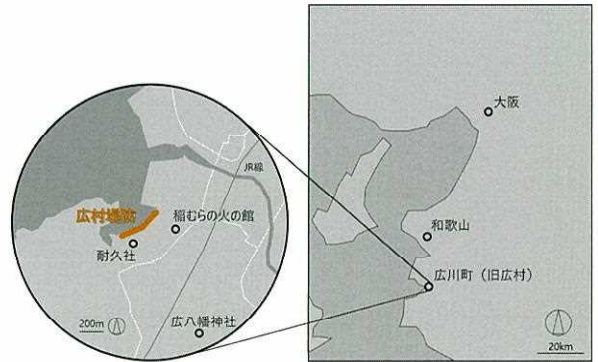 JR線
広村堤防
稲むらの火の館
耐久社
200m
広八幡神社
大阪
和歌山
広川町（旧広村）
20km